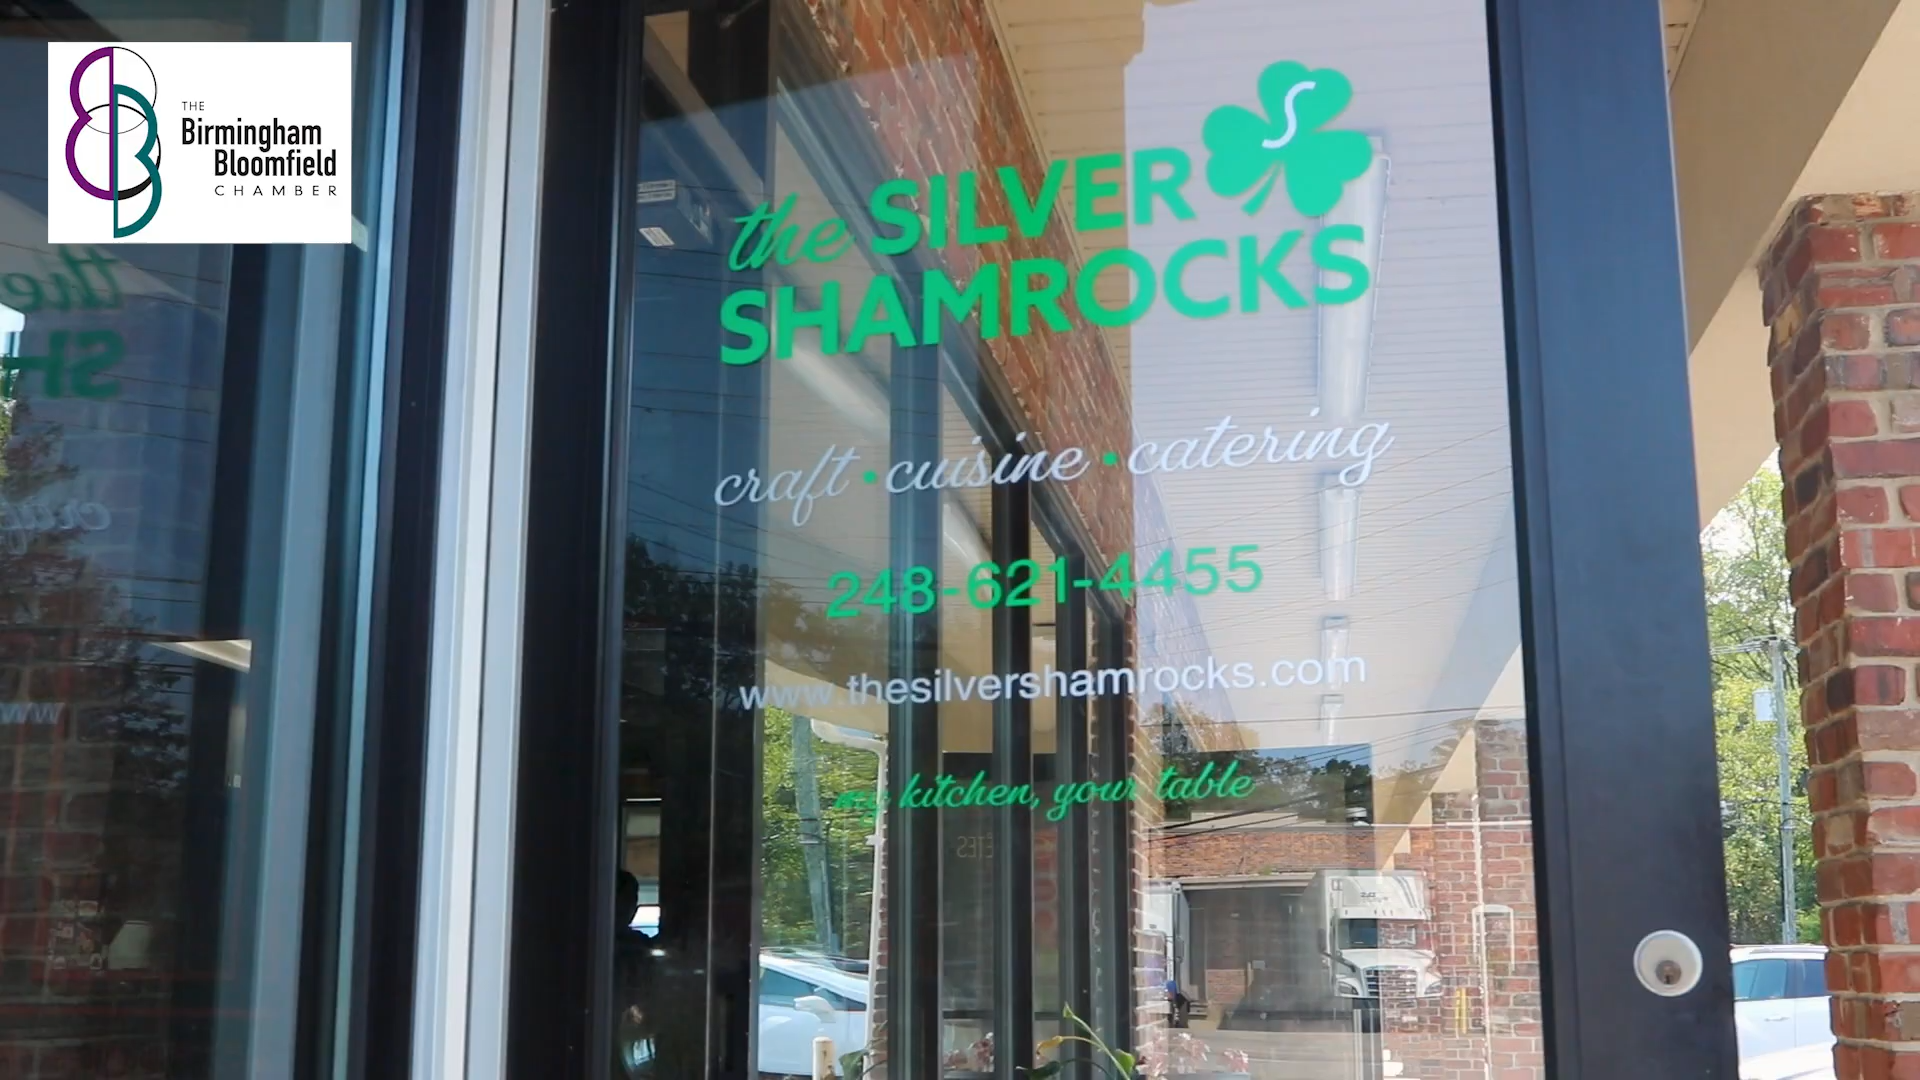 THE
Birmingham
Bloomfield
CHAMBER
the SILVER
SHAMROCKS
craft • cuisine • catering
248-621-4455
www.thesilvershamrocks.com
my kitchen, your table